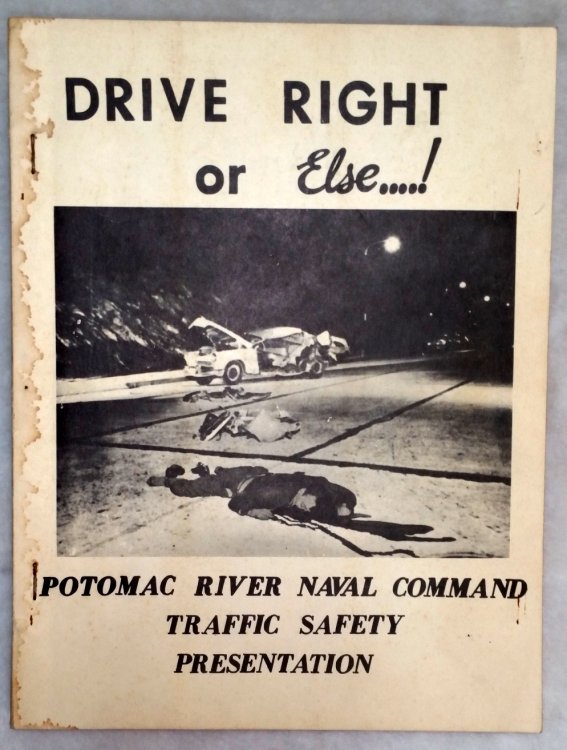 DRIVE RIGHT
or Else.....!
POTOMAC RIVER NAVAL COMMAND
TRAFFIC SAFETY
PRESENTATION